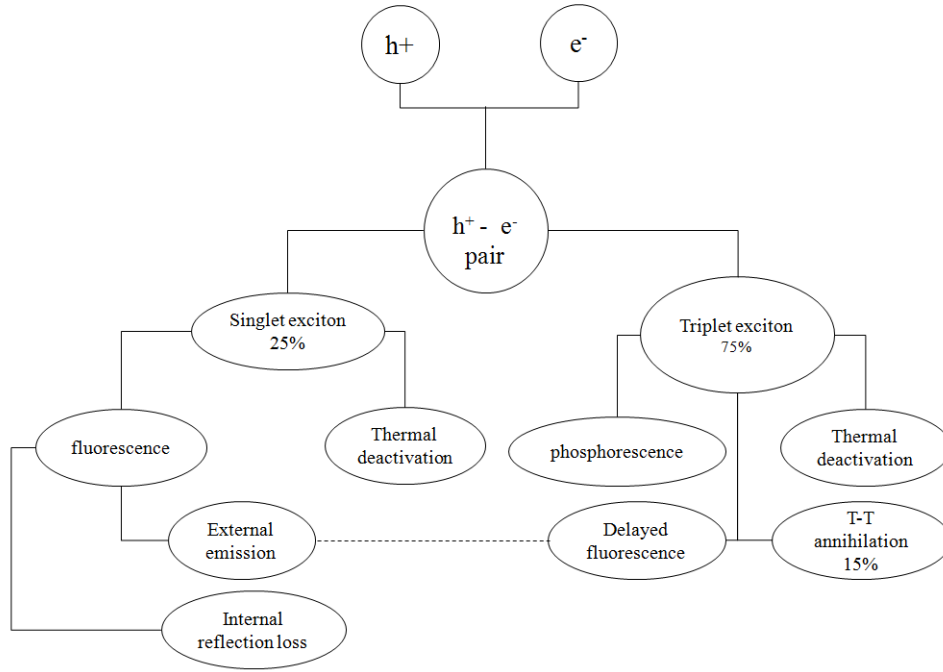 h+
e⁻
h⁺ - e⁻
pair
Singlet exciton
25%
Triplet exciton
75%
fluorescence
Thermal
deactivation
phosphorescence
Thermal
deactivation
External
emission
Delayed
fluorescence
T-T
annihilation
15%
Internal
reflection loss